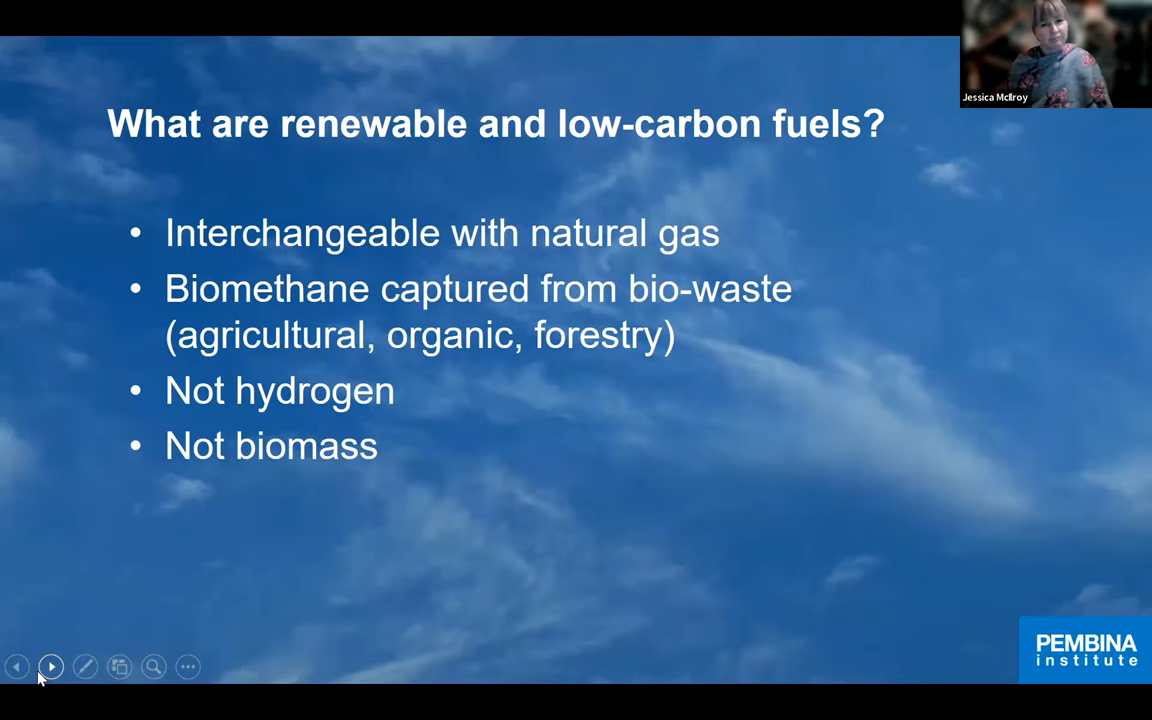 Jessica McIlroy
What are renewable and low-carbon fuels?
• Interchangeable with natural gas
• Biomethane captured from bio-waste
(agricultural, organic, forestry)
• Not hydrogen
• Not biomass
PEMBINA
institute